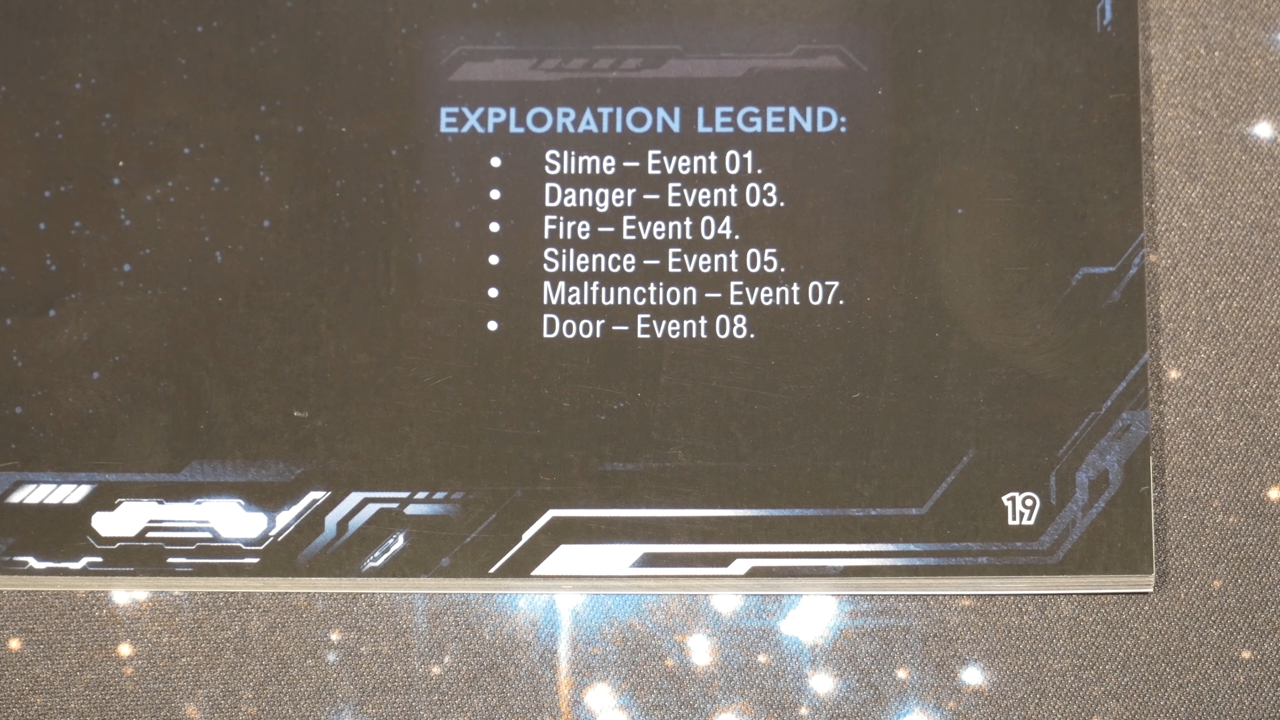 EXPLORATION LEGEND:
• Slime – Event 01.
• Danger – Event 03.
• Fire – Event 04.
• Silence – Event 05.
• Malfunction – Event 07.
• Door – Event 08.
19